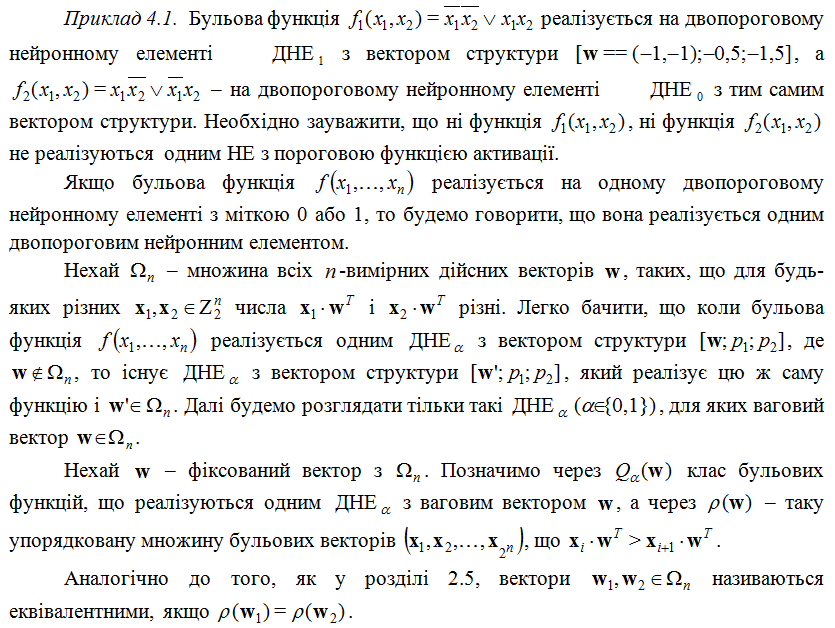 Приклад 4.1. Бульова функція f₁(x₁, x₂) = x̅₁x̅₂ ∨ x₁x₂ реалізується на двопороговому
нейронному елементі ДНЕ ₁ з вектором структури [w == (−1,−1);−0,5;−1,5], а
f₂(x₁, x₂) = x₁x̅₂ ∨ x̅₁x₂ – на двопороговому нейронному елементі ДНЕ ₀ з тим самим
вектором структури. Необхідно зауважити, що ні функція f₁(x₁, x₂), ні функція f₂(x₁, x₂)
не реалізуються одним НЕ з пороговою функцією активації.
Якщо бульова функція f(x₁,…, xₙ) реалізується на одному двопороговому
нейронному елементі з міткою 0 або 1, то будемо говорити, що вона реалізується одним
двопороговим нейронним елементом.
Нехай Ωₙ – множина всіх n-вимірних дійсних векторів w, таких, що для будь-
яких різних x₁, x₂ ∈ Z₂ⁿ числа x₁ · wᵀ і x₂ · wᵀ різні. Легко бачити, що коли бульова
функція f(x₁,…, xₙ) реалізується одним ДНЕ α з вектором структури [w; p₁; p₂], де
w ∉ Ωₙ, то існує ДНЕ α з вектором структури [w'; p₁; p₂], який реалізує цю ж саму
функцію і w'∈ Ωₙ. Далі будемо розглядати тільки такі ДНЕ α (α∈{0,1}), для яких ваговий
вектор w ∈ Ωₙ.
Нехай w – фіксований вектор з Ωₙ. Позначимо через Qα(w) клас бульових
функцій, що реалізуються одним ДНЕ α з ваговим вектором w, а через ρ(w) – таку
упорядковану множину бульових векторів (x₁, x₂,…, x_{2ⁿ}), що xᵢ · wᵀ > xᵢ₊₁ · wᵀ.
Аналогічно до того, як у розділі 2.5, вектори w₁, w₂ ∈ Ωₙ називаються
еквівалентними, якщо ρ(w₁) = ρ(w₂).